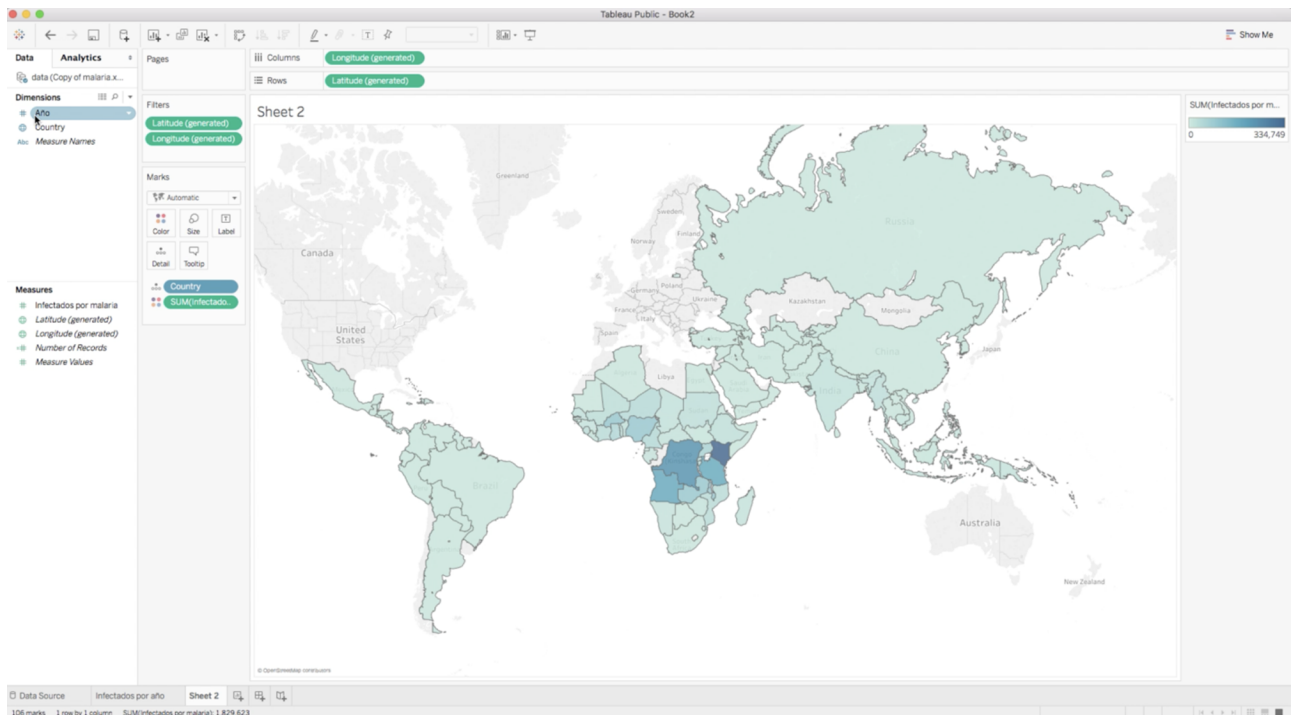 Tableau Public - Book2
Show Me
Data
Analytics
data (Copy of malaria.x...
Dimensions
Año
Country
Measure Names
Measures
Infectados por malaria
Latitude (generated)
Longitude (generated)
Number of Records
Measure Values
Pages
Filters
Latitude (generated)
Longitude (generated)
Marks
Automatic
Color
Size
Label
Detail
Tooltip
Country
SUM(Infectado..
Columns
Longitude (generated)
Rows
Latitude (generated)
Sheet 2
Greenland
Canada
United
States
Sweden
Finland
Norway
Russia
Germany
Poland
Ukraine
France
Italy
Spain
Kazakhstan
Mongolia
China
Japan
Libya
India
Brazil
Australia
New Zealand
© OpenStreetMap contributors
SUM(Infectados por m...
0
334,749
Data Source
Infectados por año
Sheet 2
106 marks
1 row by 1 column
SUM(Infectados por malaria): 1,829,623